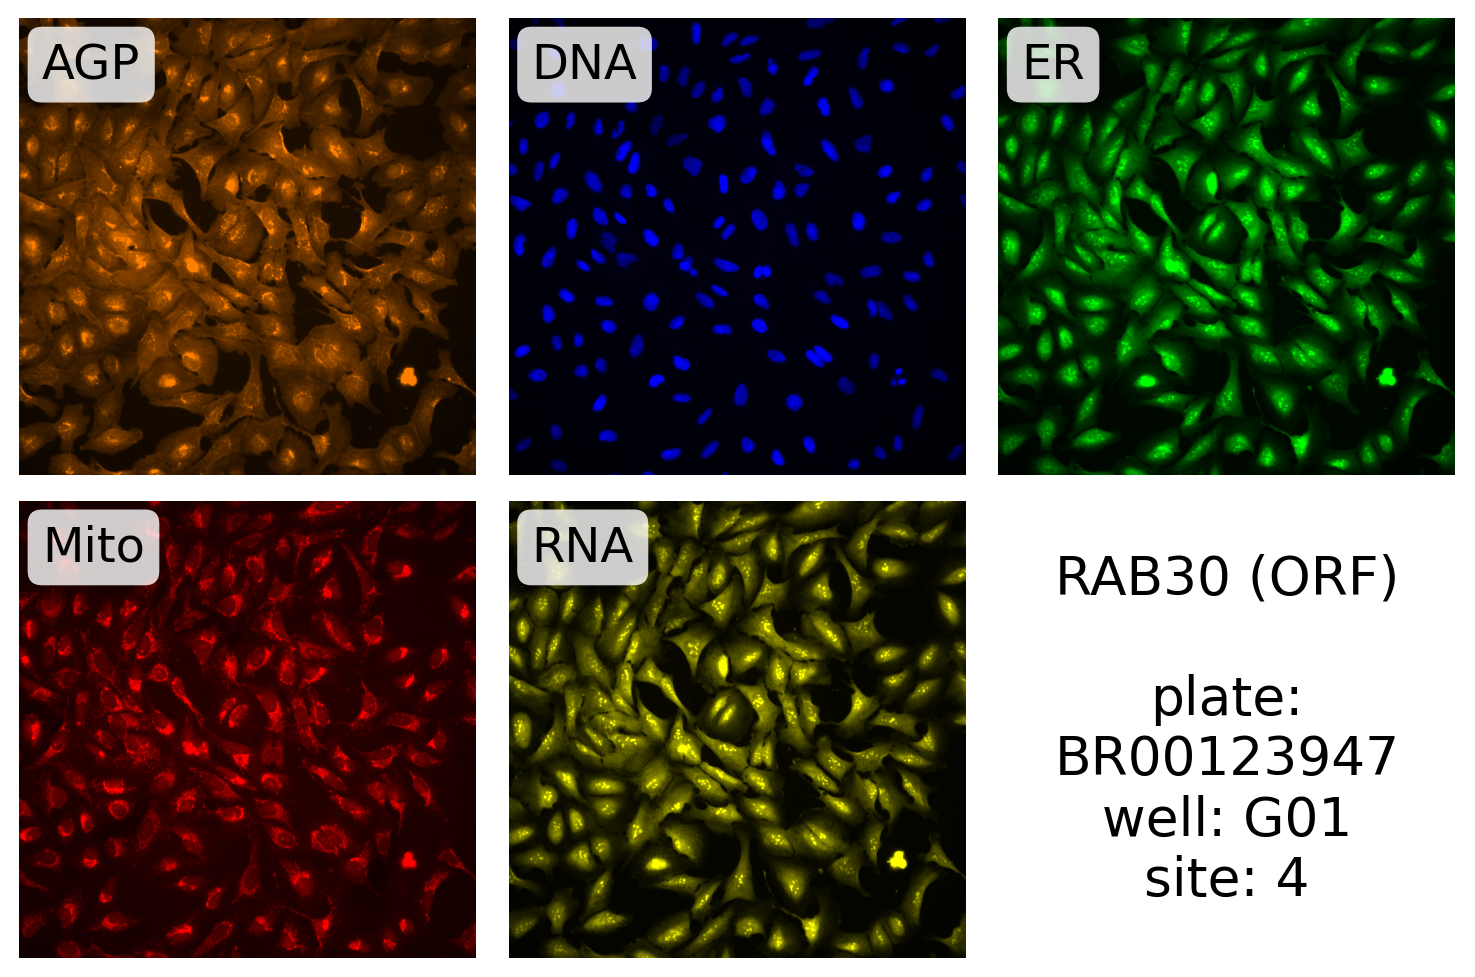 AGP
DNA
ER
Mito
RNA
RAB30 (ORF)
plate:
BR00123947
well: G01
site: 4